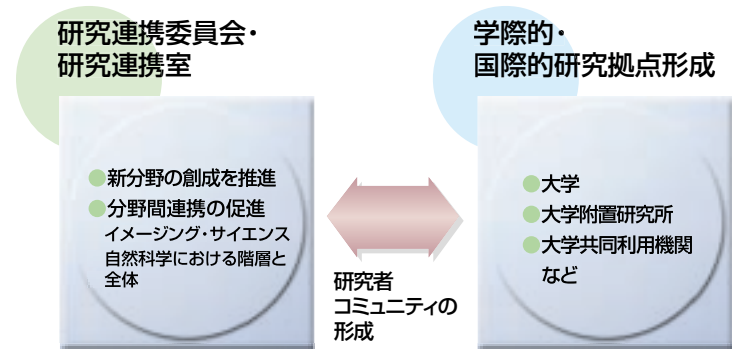 研究連携委員会・
研究連携室
●新分野の創成を推進
●分野間連携の促進
イメージング・サイエンス
自然科学における階層と
全体
研究者
コミュニティの
形成
学際的・
国際的研究拠点形成
●大学
●大学附置研究所
●大学共同利用機関
など